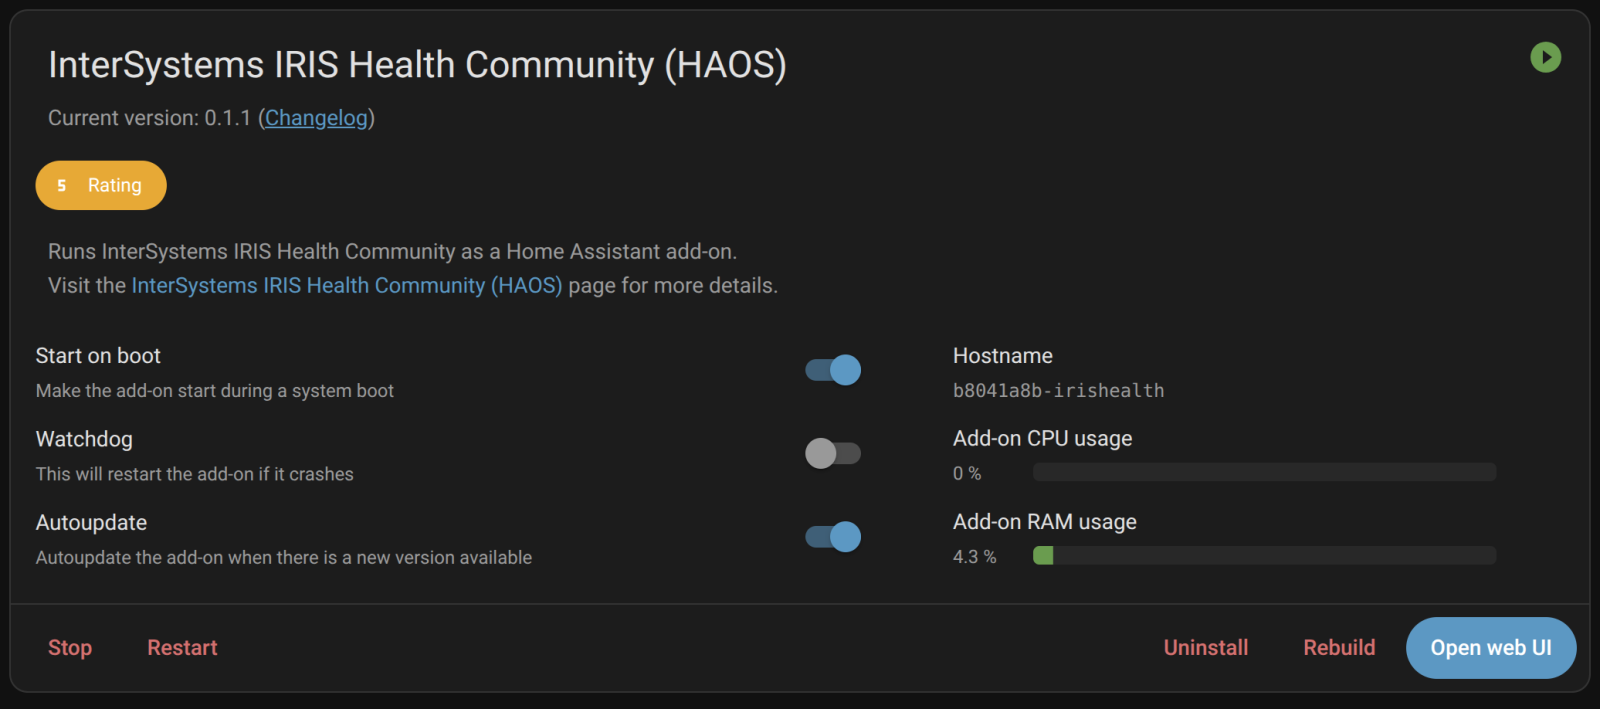 InterSystems IRIS Health Community (HAOS)
Current version: 0.1.1 (Changelog)
5 Rating
Runs InterSystems IRIS Health Community as a Home Assistant add-on.
Visit the InterSystems IRIS Health Community (HAOS) page for more details.
Start on boot
Make the add-on start during a system boot
Watchdog
This will restart the add-on if it crashes
Autoupdate
Autoupdate the add-on when there is a new version available
Hostname
b8041a8b-irishealth
Add-on CPU usage
0 %
Add-on RAM usage
4.3 %
Stop Restart Uninstall Rebuild Open web UI